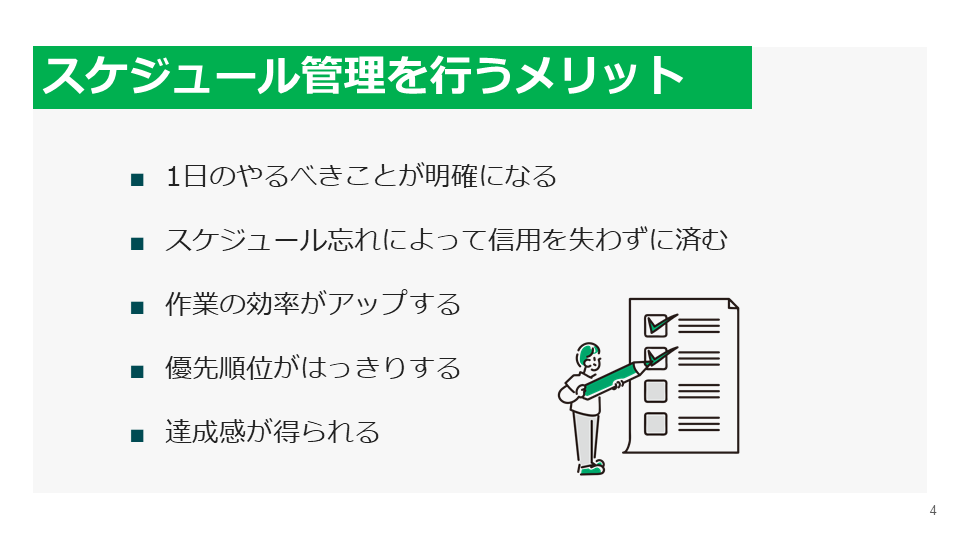 スケジュール管理を行うメリット
■ 1日のやるべきことが明確になる
■ スケジュール忘れによって信用を失わずに済む
■ 作業の効率がアップする
■ 優先順位がはっきりする
■ 達成感が得られる
4